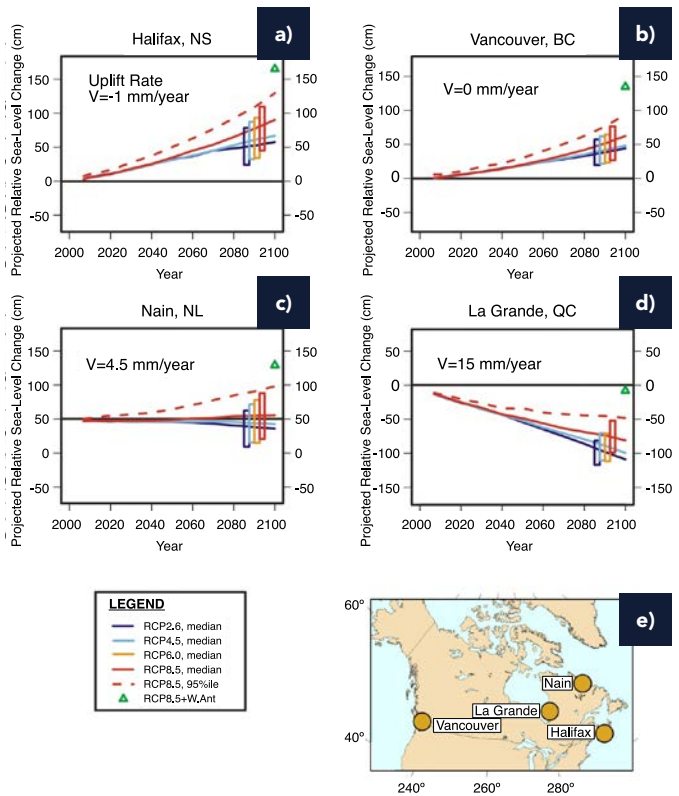 Halifax, NS
a)
Projected Relative Sea-Level Change (cm)
Uplift Rate
V=-1 mm/year
150
100
50
0
-50
150
100
50
0
-50
2000 2020 2040 2060 2080 2100
Year
Vancouver, BC
b)
Projected Relative Sea-Level Change (cm)
V=0 mm/year
150
100
50
0
-50
150
100
50
0
-50
2000 2020 2040 2060 2080 2100
Year
Nain, NL
c)
Projected Relative Sea-Level Change (cm)
V=4.5 mm/year
150
100
50
0
-50
150
100
50
0
-50
2000 2020 2040 2060 2080 2100
Year
La Grande, QC
d)
Projected Relative Sea-Level Change (cm)
V=15 mm/year
50
0
-50
-100
-150
50
0
-50
-100
-150
2000 2020 2040 2060 2080 2100
Year
LEGEND
RCP2.6, median
RCP4.5, median
RCP6.0, median
RCP8.5, median
RCP8.5, 95%ile
RCP8.5+W.Ant
e)
60º
40º
Nain
La Grande
Vancouver
Halifax
240º 260º 280º